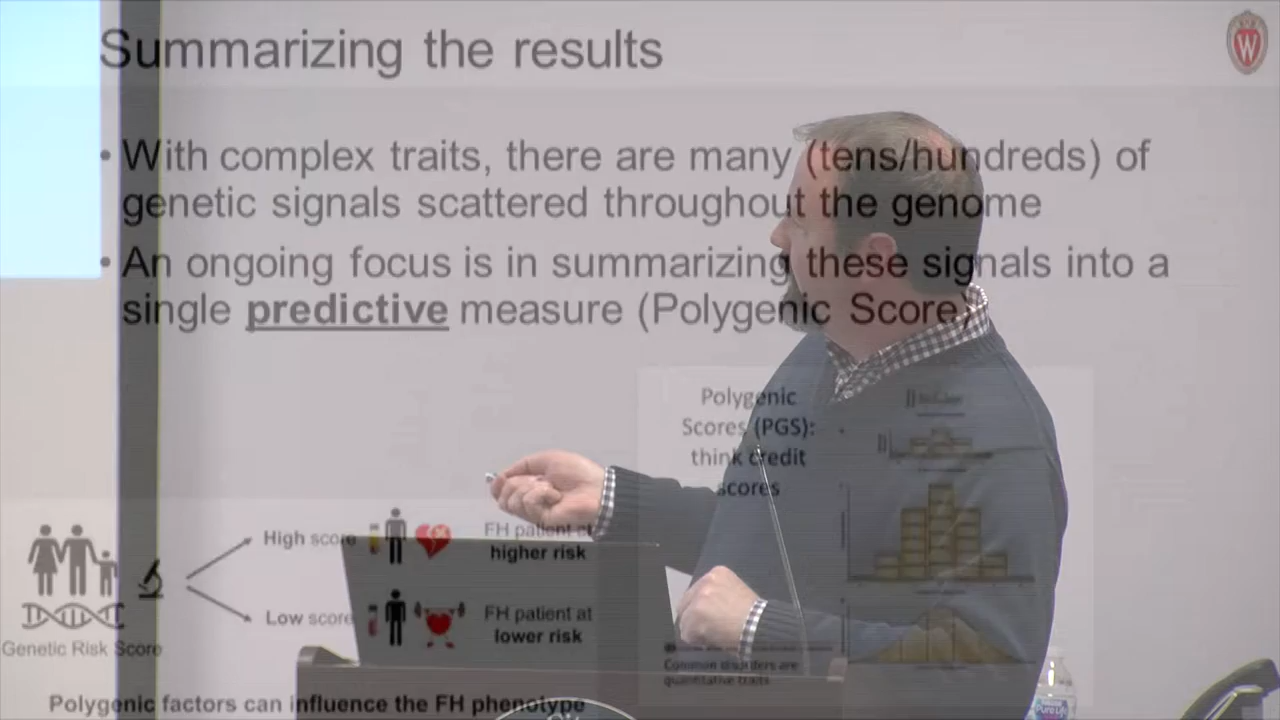 Summarizing the results
W
• With complex traits, there are many (tens/hundreds) of
genetic signals scattered throughout the genome
• An ongoing focus is in summarizing these signals into a
single predictive measure (Polygenic Score)
Polygenic
Scores (PGS):
think credit
scores
High score
FH patient at
higher risk
Low score
FH patient at
lower risk
Genetic Risk Score
Common disorders are
quantitative traits
Polygenic factors can influence the FH phenotype
Pure Life